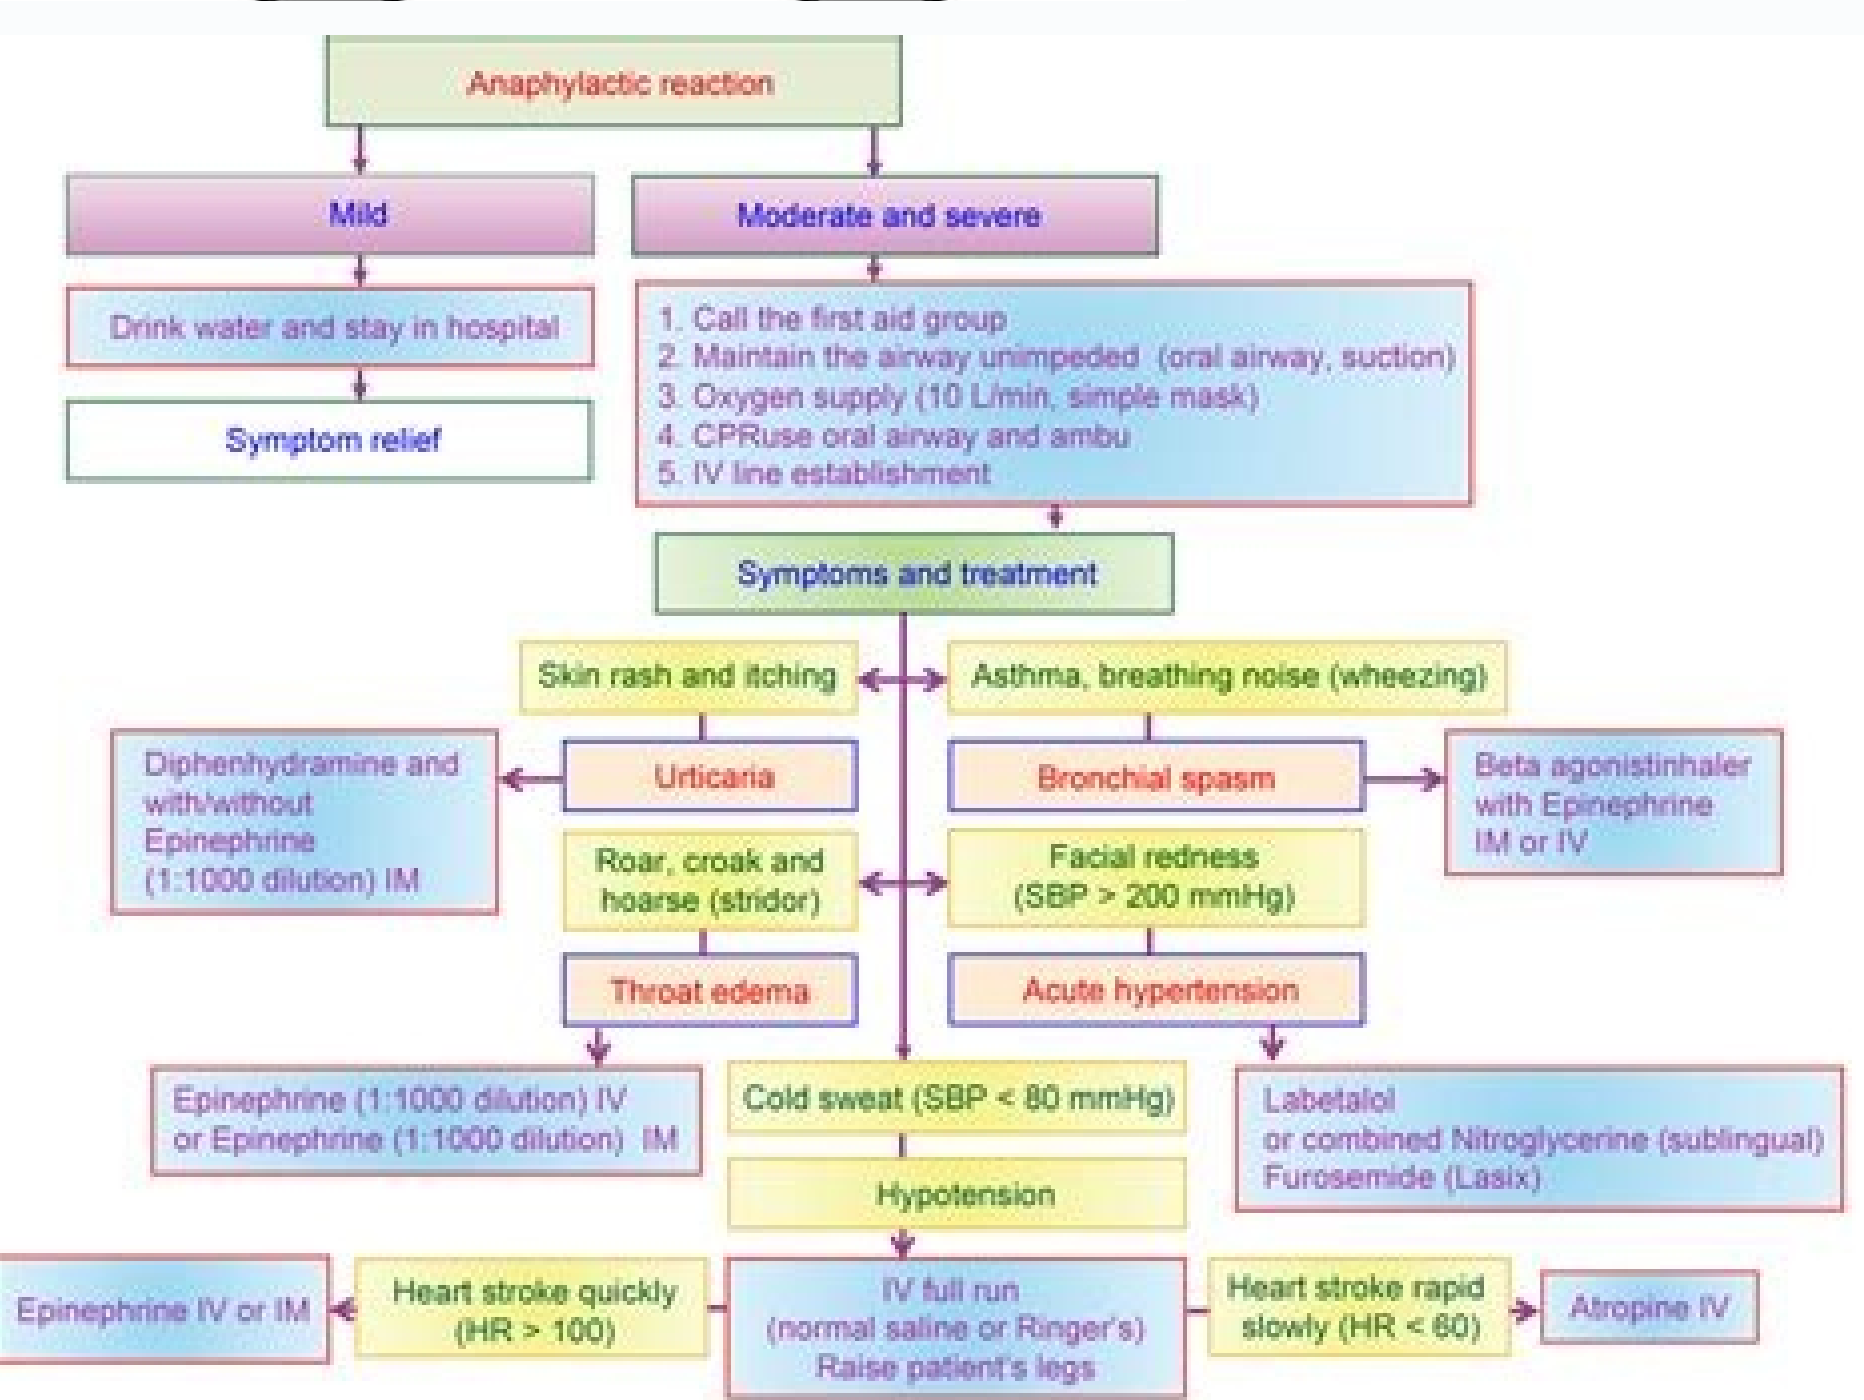 Anaphylactic reaction
Mild
Moderate and severe
Drink water and stay in hospital
Symptom relief
1. Call the first aid group
2. Maintain the airway unimpeded (oral airway, suction)
3. Oxygen supply (10 L/min, simple mask)
4. CPRuse oral airway and ambu
5. IV line establishment
Symptoms and treatment
Skin rash and itching
Asthma, breathing noise (wheezing)
Diphenhydramine and
with/without
Epinephrine
(1:1000 dilution) IM
Urticaria
Bronchial spasm
Beta agonistinhaler
with Epinephrine
IM or IV
Roar, croak and
hoarse (stridor)
Facial redness
(SBP > 200 mmHg)
Throat edema
Acute hypertension
Epinephrine (1:1000 dilution) IV
or Epinephrine (1:1000 dilution) IM
Cold sweat (SBP < 80 mmHg)
Labetalol
or combined Nitroglycerine (sublingual)
Furosemide (Lasix)
Hypotension
Epinephrine IV or IM
Heart stroke quickly
(HR > 100)
IV full run
(normal saline or Ringer's)
Raise patient's legs
Heart stroke rapid
slowly (HR < 60)
Atropine IV